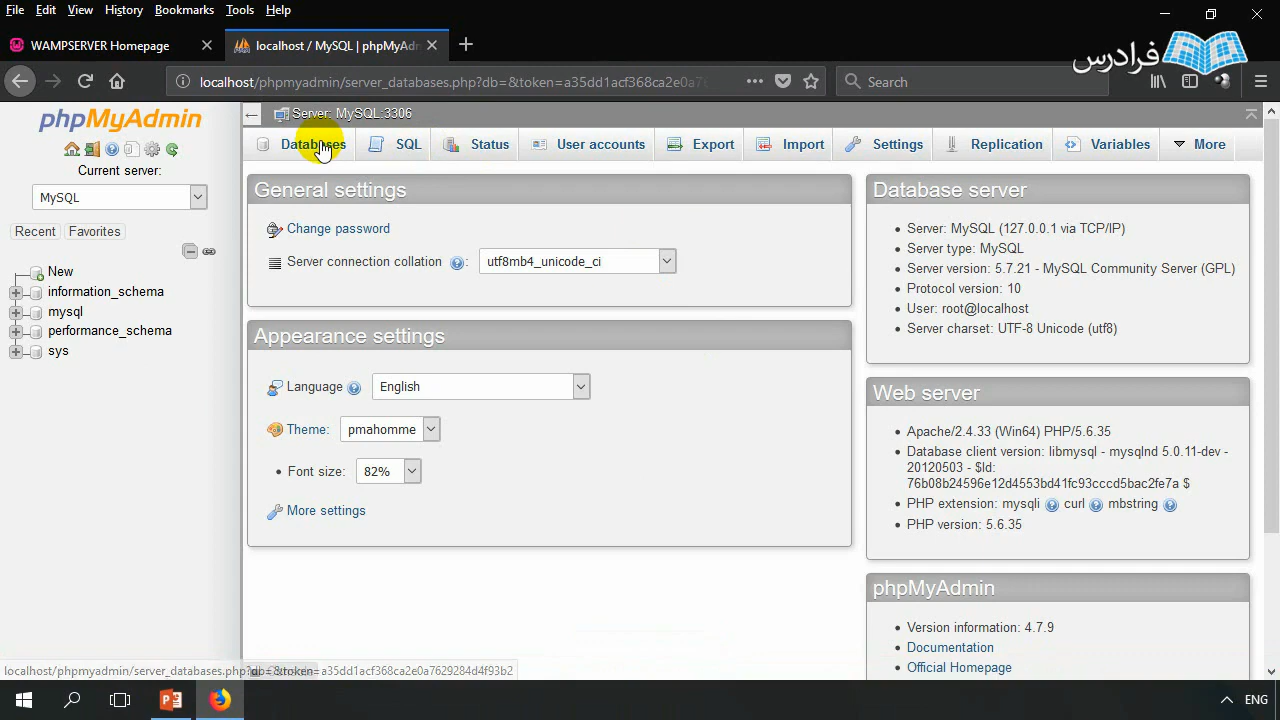 File Edit View History Bookmarks Tools Help
WAMPSERVER Homepage
localhost / MySQL | phpMyAdm
فرادرس
localhost/phpmyadmin/server_databases.php?db=&token=a35dd1acf368ca2e0a7
Search
phpMyAdmin
Current server:
MySQL
Recent Favorites
New
information_schema
mysql
performance_schema
sys
Server: MySQL:3306
Databases SQL Status User accounts Export Import Settings Replication Variables More
General settings
Change password
Server connection collation : utf8mb4_unicode_ci
Appearance settings
Language English
Theme: pmahomme
• Font size: 82%
More settings
Database server
• Server: MySQL (127.0.0.1 via TCP/IP)
• Server type: MySQL
• Server version: 5.7.21 - MySQL Community Server (GPL)
• Protocol version: 10
• User: root@localhost
• Server charset: UTF-8 Unicode (utf8)
Web server
• Apache/2.4.33 (Win64) PHP/5.6.35
• Database client version: libmysql - mysqlnd 5.0.11-dev -
20120503 - $Id:
76b08b24596e12d4553bd41fc93cccd5bac2fe7a $
• PHP extension: mysqli curl mbstring
• PHP version: 5.6.35
phpMyAdmin
• Version information: 4.7.9
• Documentation
• Official Homepage
localhost/phpmyadmin/server_databases.php?db=&token=a35dd1acf368ca2e0a7629284d4f93b2
ENG